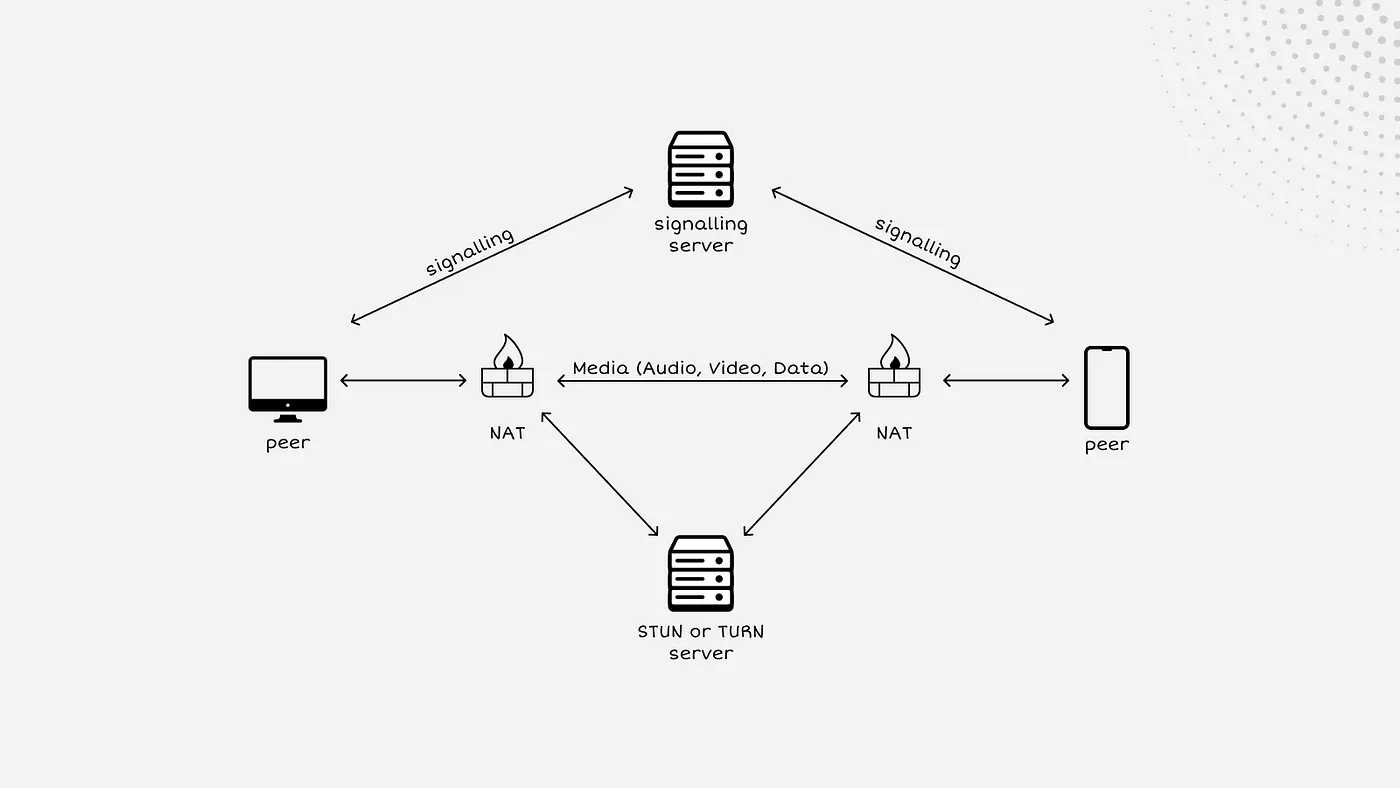 signalling
server
signalling
signalling
Media (Audio, Video, Data)
peer
NAT
NAT
peer
STUN or TURN
server